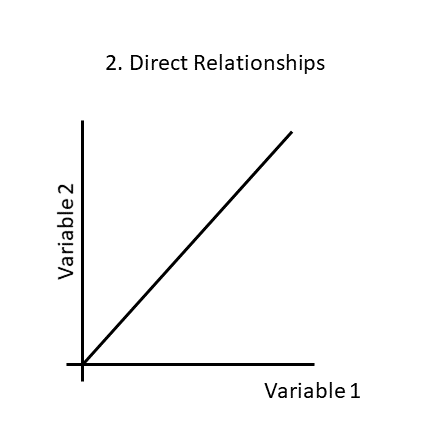 2. Direct Relationships
Variable 2
Variable 1